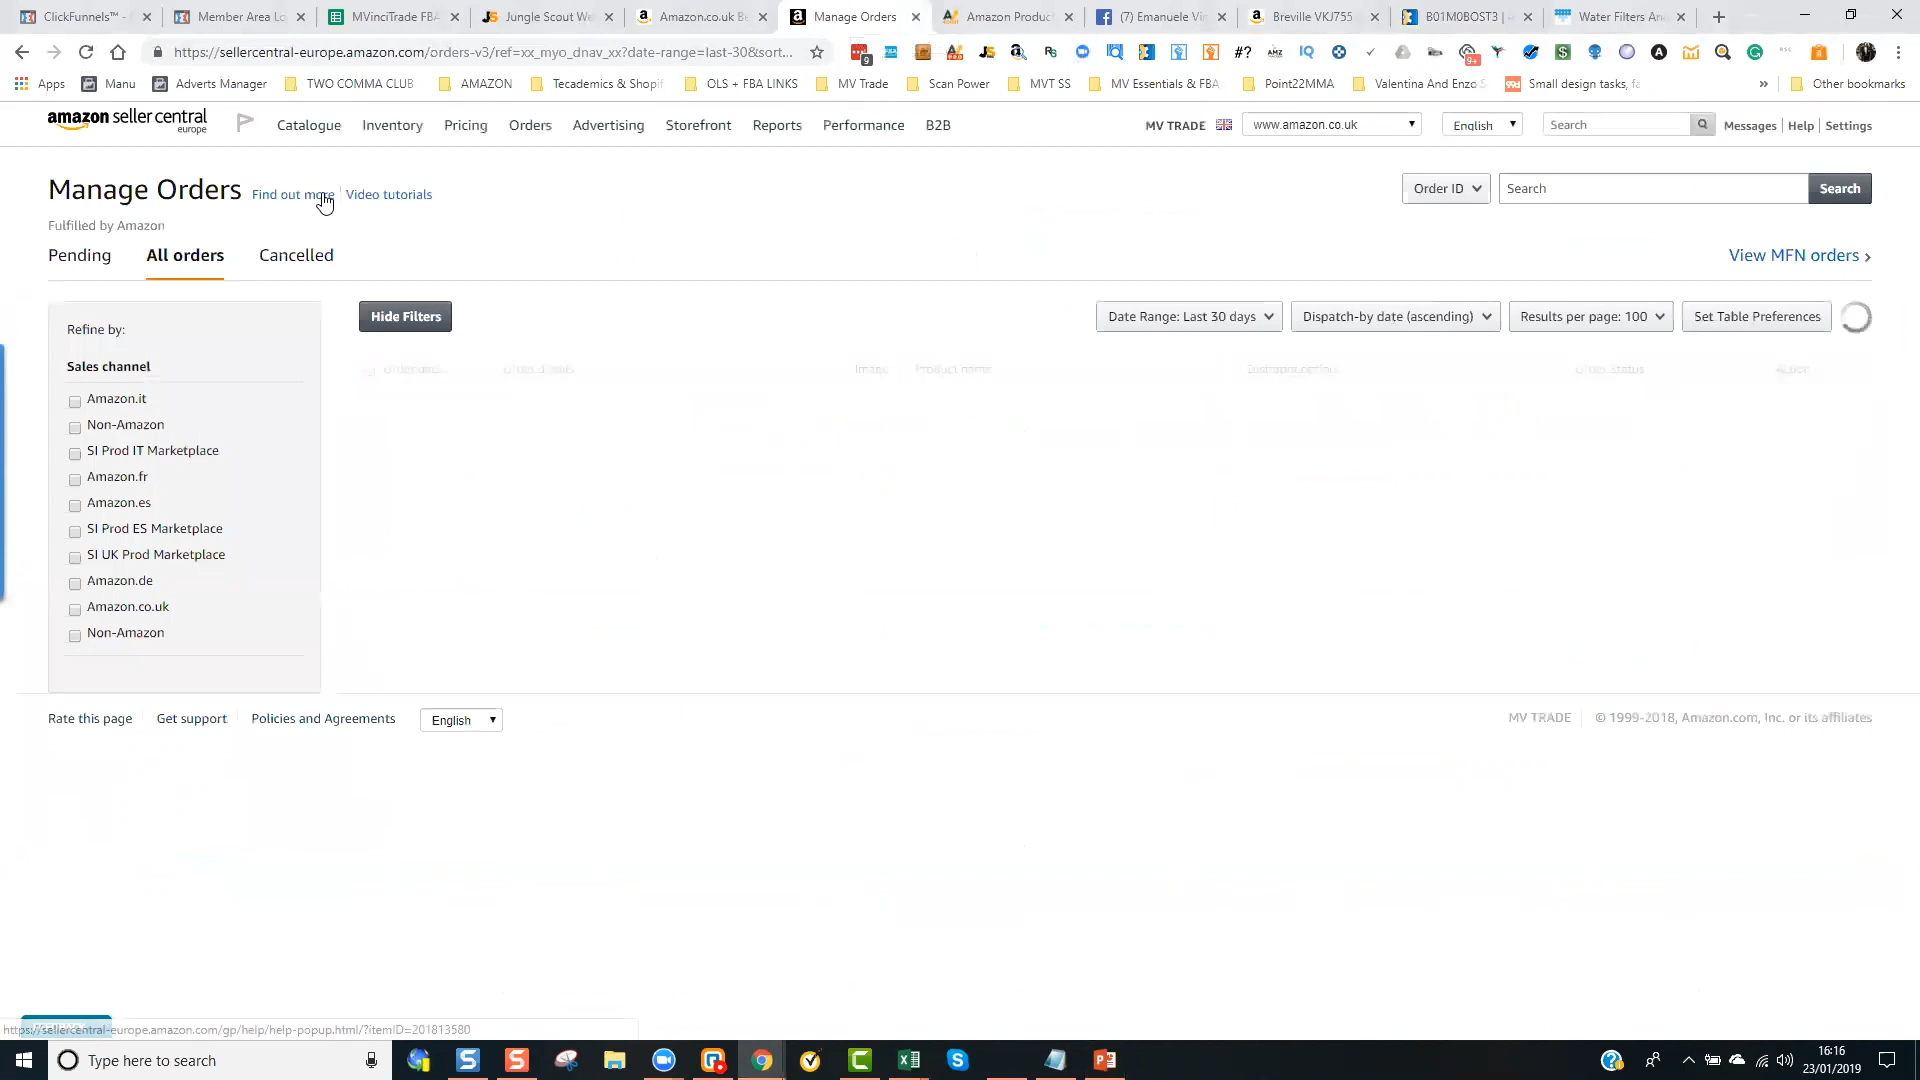 ClickFunnels™ -
Member Area Lo
MVinciTrade FBA
Jungle Scout We
Amazon.co.uk Be
Manage Orders
Amazon Produc
(7) Emanuele Vi
Breville VKJ755
B01M0BOST3 |
Water Filters An
https://sellercentral-europe.amazon.com/orders-v3/ref=xx_myo_dnav_xx?date-range=last-30&sort...
Apps
Manu
Adverts Manager
TWO COMMA CLUB
AMAZON
Tecademics & Shopif
OLS + FBA LINKS
MV Trade
Scan Power
MVT SS
MV Essentials & FBA
Point22MMA
Valentina And Enzo S
Small design tasks, fa
»
Other bookmarks
amazon seller central
europe
Catalogue
Inventory
Pricing
Orders
Advertising
Storefront
Reports
Performance
B2B
MV TRADE
www.amazon.co.uk
English
Search
Messages | Help | Settings
Manage Orders
Find out more
Video tutorials
Order ID
Search
Search
Fulfilled by Amazon
Pending
All orders
Cancelled
View MFN orders ›
Refine by:
Hide Filters
Date Range: Last 30 days
Dispatch-by date (ascending)
Results per page: 100
Set Table Preferences
Sales channel
Image
Product name
Order Status
Amazon.it
Non-Amazon
SI Prod IT Marketplace
Amazon.fr
Amazon.es
SI Prod ES Marketplace
SI UK Prod Marketplace
Amazon.de
Amazon.co.uk
Non-Amazon
Rate this page
Get support
Policies and Agreements
English
MV TRADE
© 1999-2018, Amazon.com, Inc. or its affiliates
https://sellercentral-europe.amazon.com/gp/help/help-popup.html/?itemID=201813580
Type here to search
16:16
23/01/2019